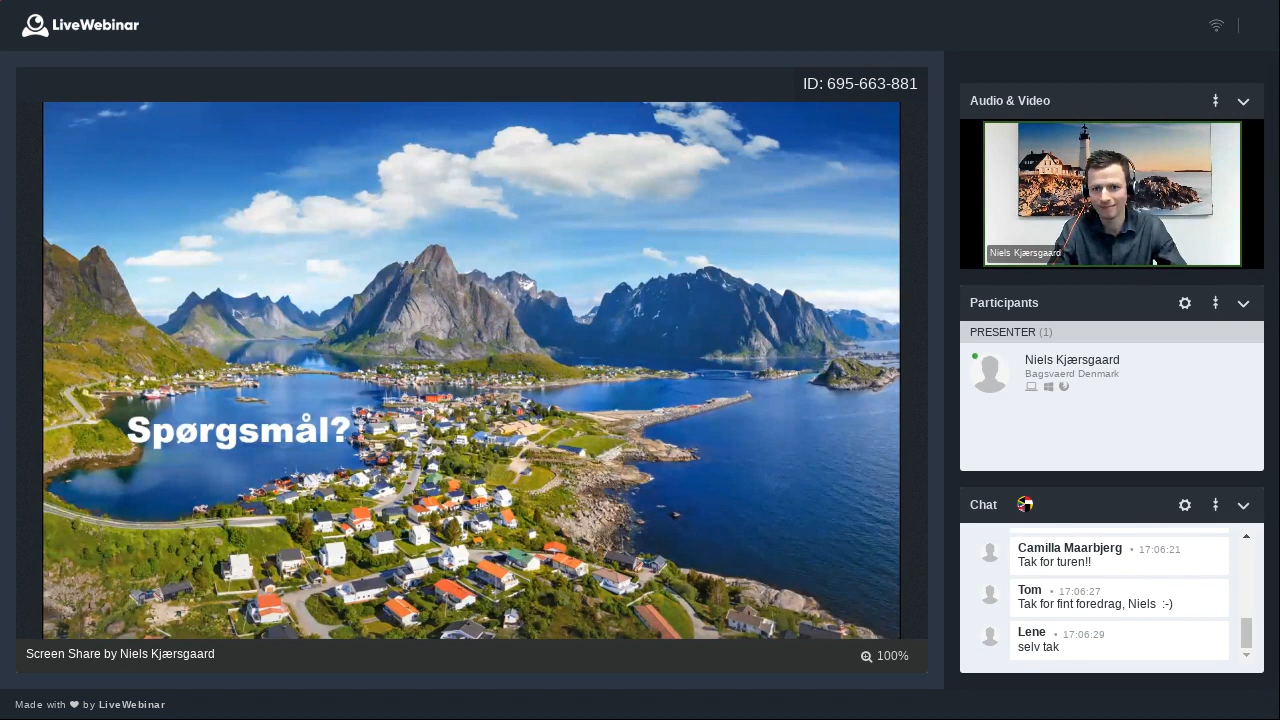 LiveWebinar
ID: 695-663-881
Spørgsmål?
Screen Share by Niels Kjærsgaard
100%
Audio & Video
Niels Kjærsgaard
Participants
PRESENTER (1)
Niels Kjærsgaard
Bagsvaerd Denmark
Chat
Camilla Maarbjerg • 17:06:21
Tak for turen!!
Tom • 17:06:27
Tak for fint foredrag, Niels :-)
Lene • 17:06:29
selv tak
Made with ❤ by LiveWebinar